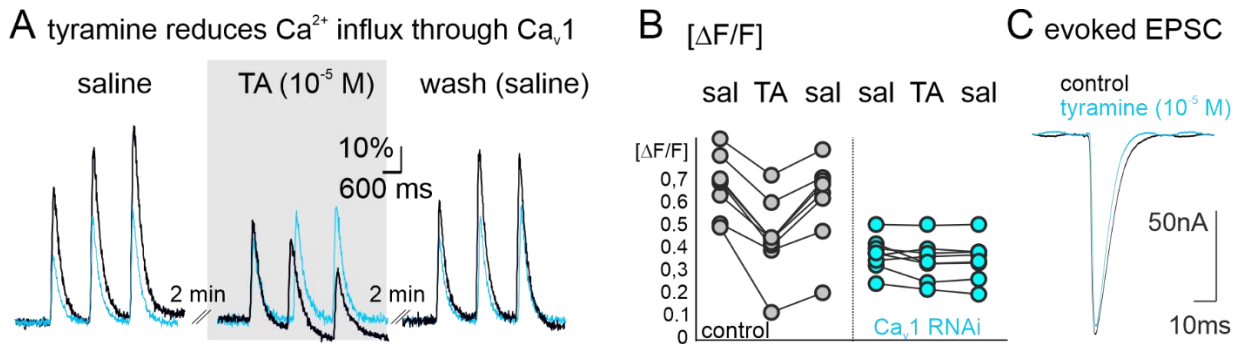 A tyramine reduces Ca²⁺ influx through Caᵥ1
saline
TA (10⁻⁵ M)
wash (saline)
10%
600 ms
2 min
2 min
B [ΔF/F]
sal TA sal sal TA sal
[ΔF/F]
0,7
0.6
0.5
0.4
0,3
0.2
0.1
0
control
Caᵥ1 RNAi
C evoked EPSC
control
tyramine (10⁻⁵ M)
50nA
10ms